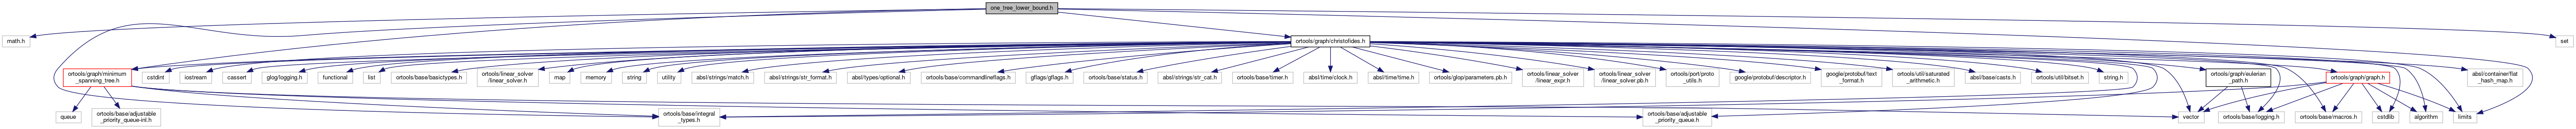 one_tree_lower_bound.h
math.h
ortools/graph/christofides.h
set
ortools/graph/minimum
_spanning_tree.h
cstdint
iostream
cassert
glog/logging.h
functional
list
ortools/base/basictypes.h
ortools/linear_solver
/linear_solver.h
map
memory
string
utility
absl/strings/match.h
absl/strings/str_format.h
absl/types/optional.h
ortools/base/commandlineflags.h
gflags/gflags.h
ortools/base/status.h
absl/strings/str_cat.h
ortools/base/timer.h
absl/time/clock.h
absl/time/time.h
ortools/glop/parameters.pb.h
ortools/linear_solver
/linear_expr.h
ortools/linear_solver
/linear_solver.pb.h
ortools/port/proto
_utils.h
google/protobuf/descriptor.h
google/protobuf/text
_format.h
ortools/util/saturated
_arithmetic.h
absl/base/casts.h
ortools/util/bitset.h
string.h
ortools/graph/eulerian
_path.h
ortools/graph/graph.h
absl/container/flat
_hash_map.h
queue
ortools/base/adjustable
_priority_queue-inl.h
ortools/base/integral
_types.h
ortools/base/adjustable
_priority_queue.h
vector
ortools/base/logging.h
ortools/base/macros.h
cstdlib
algorithm
limits